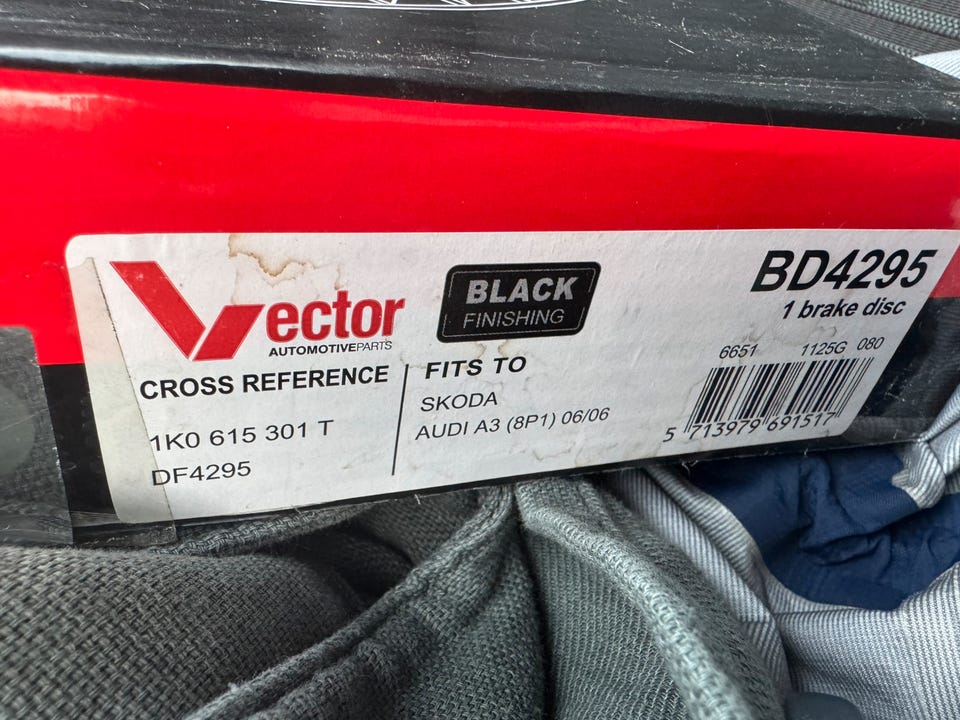 Vector
AUTOMOTIVEPARTS
BLACK
FINISHING
BD4295
1 brake disc
CROSS REFERENCE
1K0 615 301 T
DF4295
FITS TO
SKODA
AUDI A3 (8P1) 06/06
6651 1125G 080
5 713979 691517